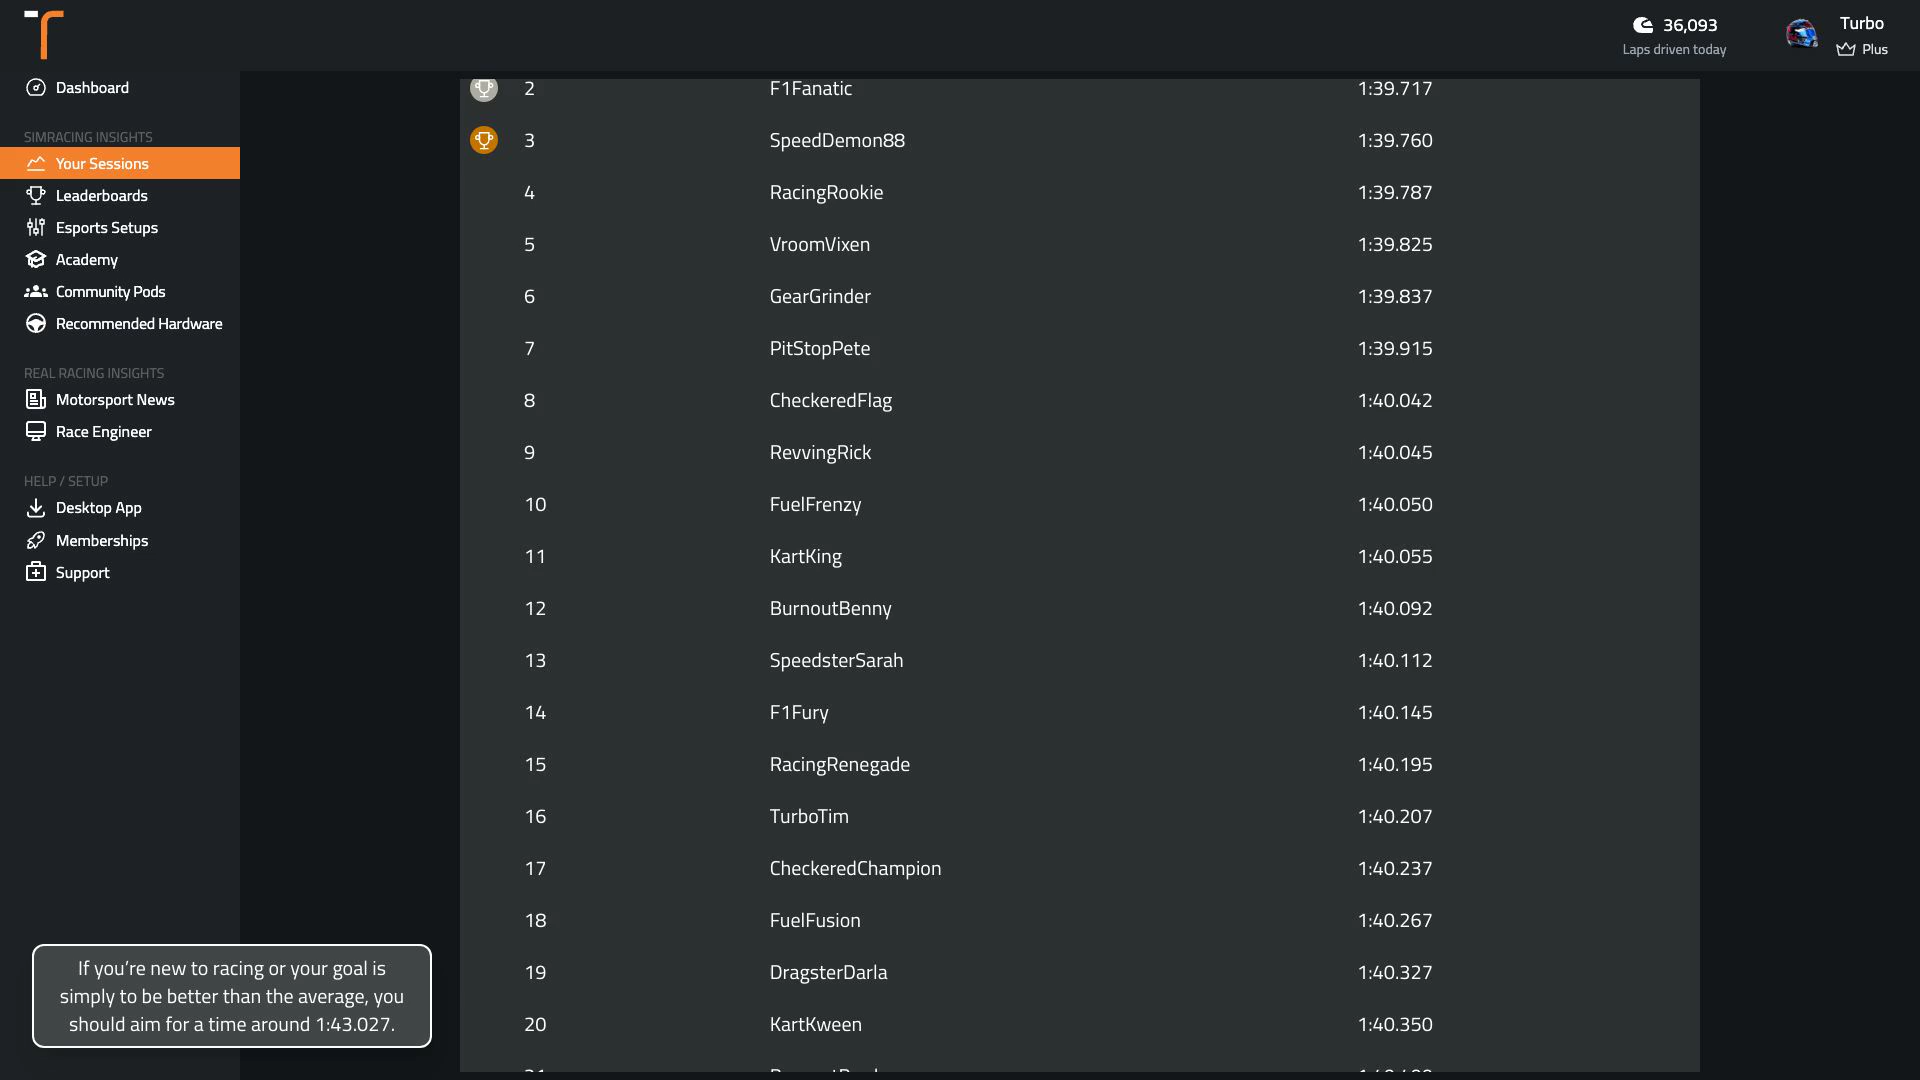 36,093
Laps driven today
Turbo
Plus
Dashboard
SIMRACING INSIGHTS
Your Sessions
Leaderboards
Esports Setups
Academy
Community Pods
Recommended Hardware
REAL RACING INSIGHTS
Motorsport News
Race Engineer
HELP / SETUP
Desktop App
Memberships
Support
2 F1Fanatic 1:39.717
3 SpeedDemon88 1:39.760
4 RacingRookie 1:39.787
5 VroomVixen 1:39.825
6 GearGrinder 1:39.837
7 PitStopPete 1:39.915
8 CheckeredFlag 1:40.042
9 RevvingRick 1:40.045
10 FuelFrenzy 1:40.050
11 KartKing 1:40.055
12 BurnoutBenny 1:40.092
13 SpeedsterSarah 1:40.112
14 F1Fury 1:40.145
15 RacingRenegade 1:40.195
16 TurboTim 1:40.207
17 CheckeredChampion 1:40.237
18 FuelFusion 1:40.267
19 DragsterDarla 1:40.327
20 KartKween 1:40.350
If you’re new to racing or your goal is
simply to be better than the average, you
should aim for a time around 1:43.027.